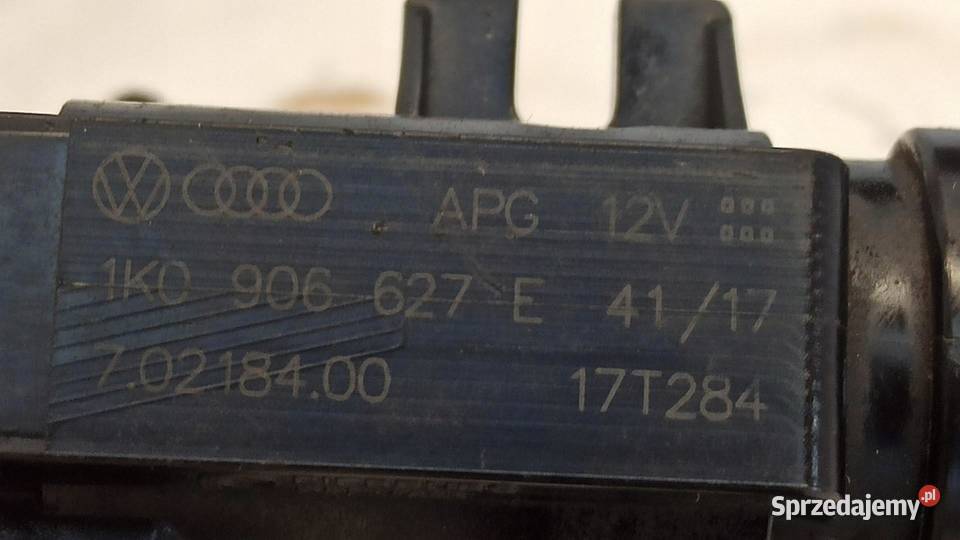 APG 12V
1K0 906 627 E 41/17
7.02184.00 17T284
Sprzedajemy.pl